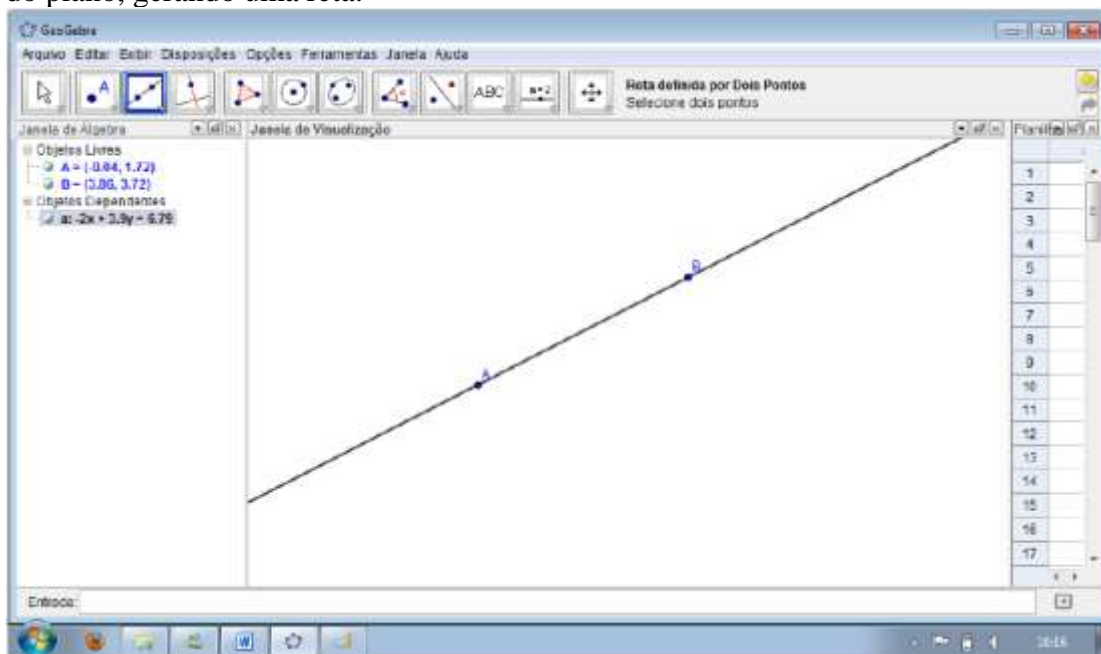 do plano, gerando uma reta.
GeoGebra
Arquivo Editar Exibir Disposições Opções Ferramentas Janela Ajuda
A
ABC
a=2
Reta definida por Dois Pontos
Selecione dois pontos
Janela de Álgebra
Janela de Visualização
Objetos Livres
A = (-0.04, 1.72)
B = (3.86, 3.72)
Objetos Dependentes
a: -2x + 3.9y = 6.79
B
A
1
2
3
4
5
6
7
8
9
10
11
12
13
14
15
16
17
Entrada:
W